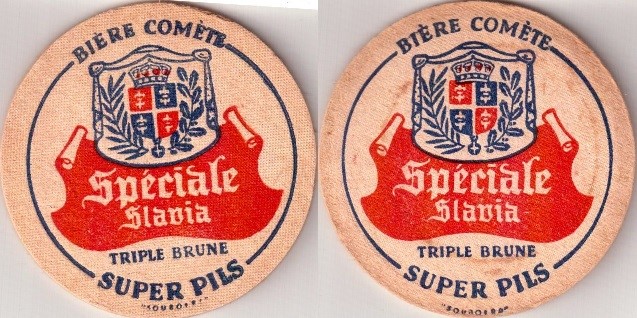 BIÈRE COMÈTE
Spéciale
Slavia
TRIPLE BRUNE
SUPER PILS
BIÈRE COMÈTE
Spéciale
Slavia
TRIPLE BRUNE
SUPER PILS